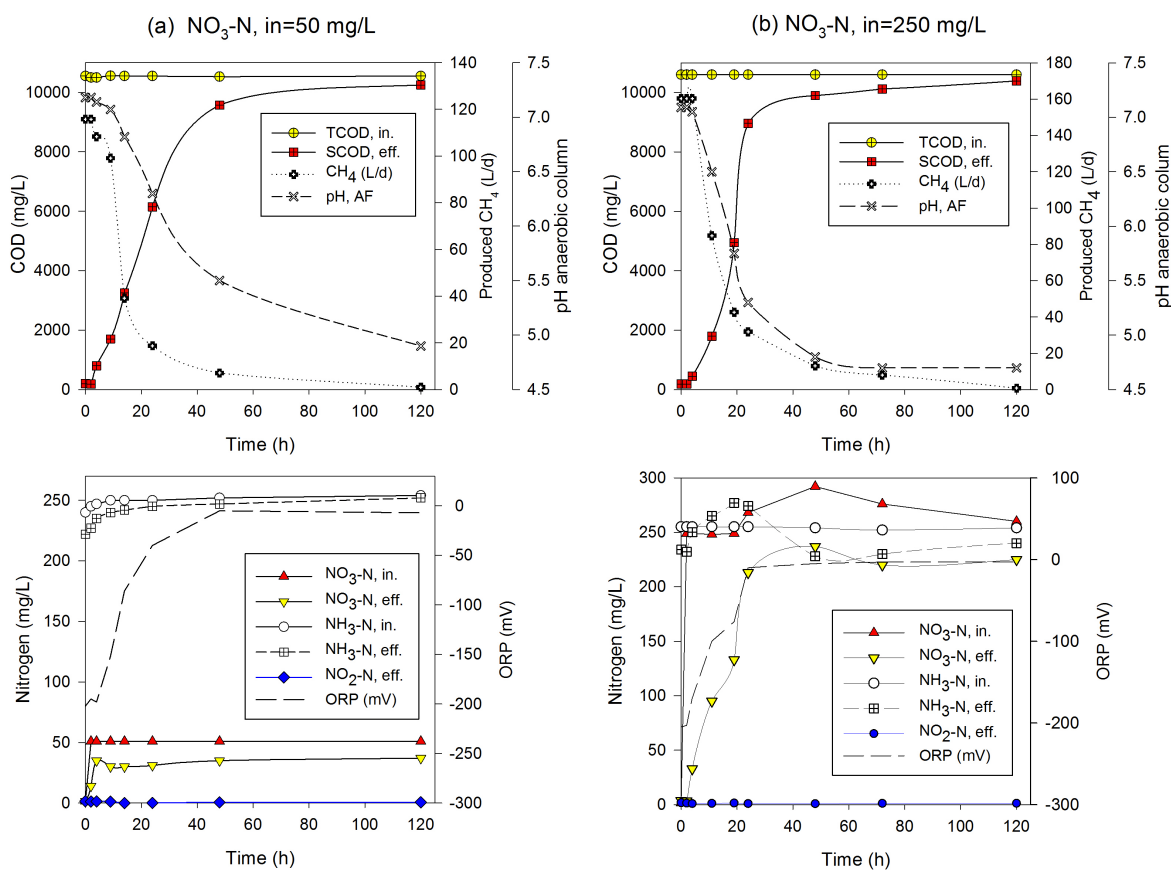 (a) NO3-N, in=50 mg/L
(b) NO3-N, in=250 mg/L
COD (mg/L)
10000
8000
6000
4000
2000
0
TCOD, in.
SCOD, eff.
CH4 (L/d)
pH, AF
140
120
100
80
60
40
20
0
Produced CH4 (L/d)
7.5
7.0
6.5
6.0
5.5
5.0
4.5
pH anaerobic column
0 20 40 60 80 100 120
Time (h)
COD (mg/L)
10000
8000
6000
4000
2000
0
TCOD, in.
SCOD, eff.
CH4 (L/d)
pH, AF
180
160
140
120
100
80
60
40
20
0
Produced CH4 (L/d)
7.5
7.0
6.5
6.0
5.5
5.0
4.5
pH anaerobic column
0 20 40 60 80 100 120
Time (h)
Nitrogen (mg/L)
250
200
150
100
50
0
NO3-N, in.
NO3-N, eff.
NH3-N, in.
NH3-N, eff.
NO2-N, eff.
ORP (mV)
0
-50
-100
-150
-200
-250
-300
ORP (mV)
0 20 40 60 80 100 120
Time (h)
Nitrogen (mg/L)
300
250
200
150
100
50
0
NO3-N, in.
NO3-N, eff.
NH3-N, in.
NH3-N, eff.
NO2-N, eff.
ORP (mV)
100
0
-100
-200
-300
ORP (mV)
0 20 40 60 80 100 120
Time (h)